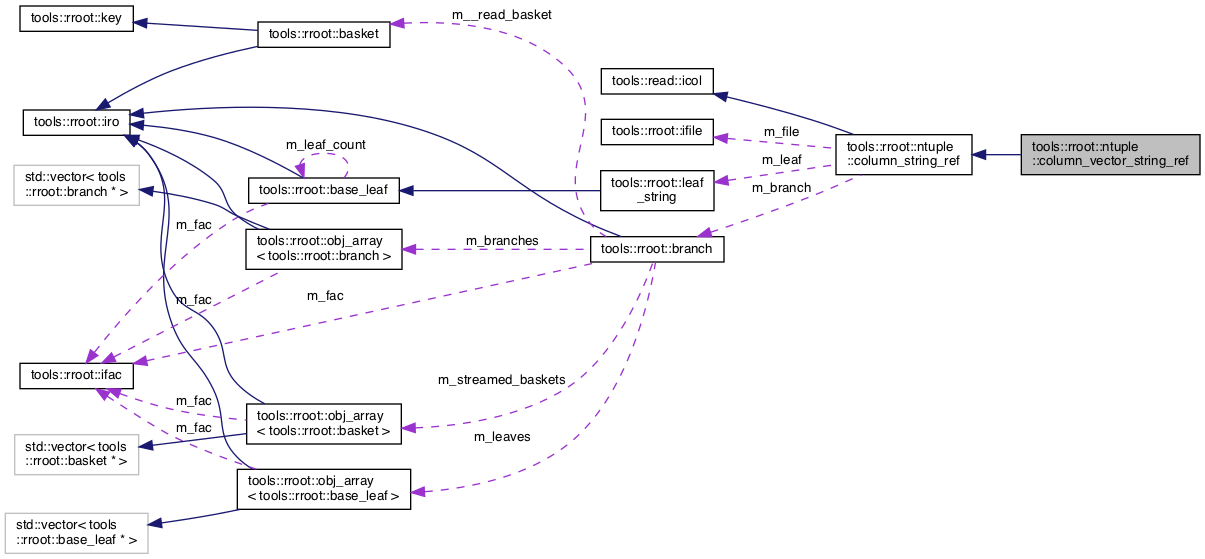 tools::rroot::key
tools::rroot::basket
m__read_basket
tools::read::icol
tools::rroot::iro
tools::rroot::ifile
m_file
tools::rroot::ntuple
::column_string_ref
tools::rroot::ntuple
::column_vector_string_ref
m_leaf_count
m_leaf
std::vector< tools
::rroot::branch * >
tools::rroot::base_leaf
tools::rroot::leaf
_string
m_branch
m_fac
tools::rroot::obj_array
< tools::rroot::branch >
m_branches
tools::rroot::branch
m_fac
m_fac
tools::rroot::ifac
m_streamed_baskets
m_fac
tools::rroot::obj_array
< tools::rroot::basket >
m_fac
m_leaves
std::vector< tools
::rroot::basket * >
tools::rroot::obj_array
< tools::rroot::base_leaf >
std::vector< tools
::rroot::base_leaf * >